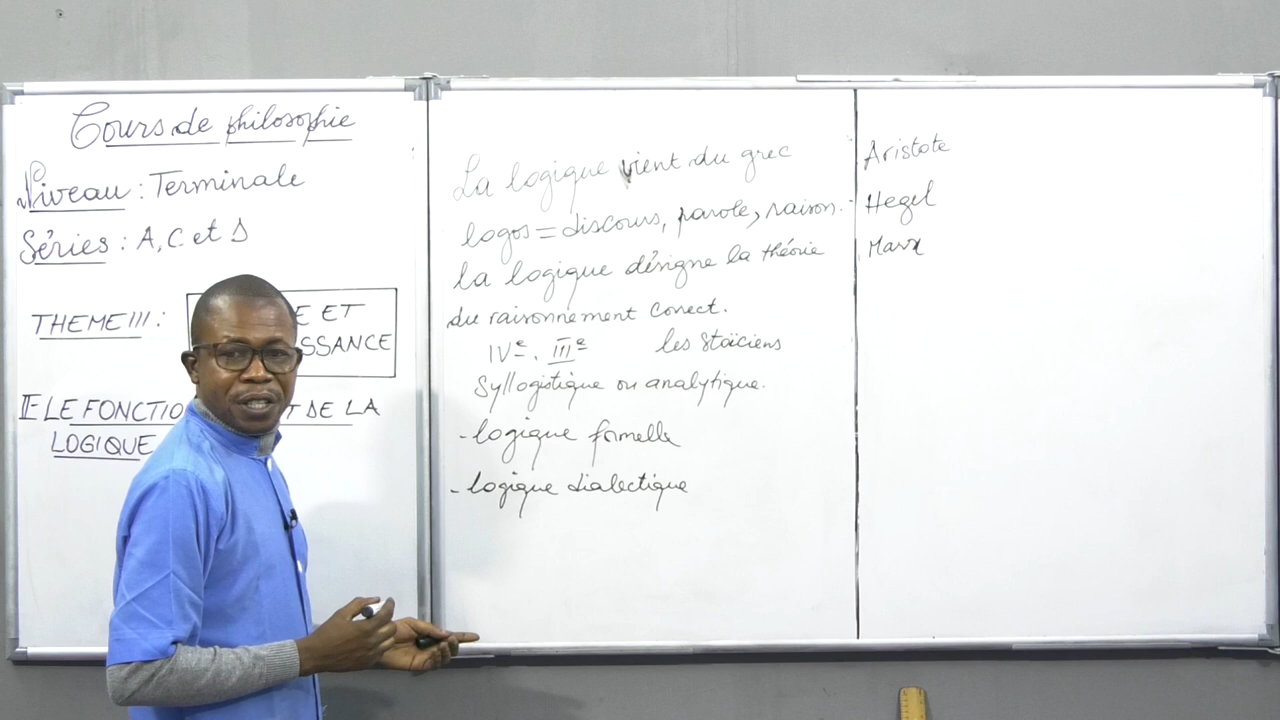 Cours de philosophie
Niveau : Terminale
Séries : A, C et D
THEME III :
E ET
SSANCE
II- LE FONCTIO T DE LA
LOGIQUE
La logique vient du grec
logos = discours, parole, raison.
la logique désigne la théorie
du raisonnement correct.
IVe. IIIe les Stoïciens
Syllogistique ou analytique.
- logique formelle
- logique dialectique
Aristote
Hegel
Marx